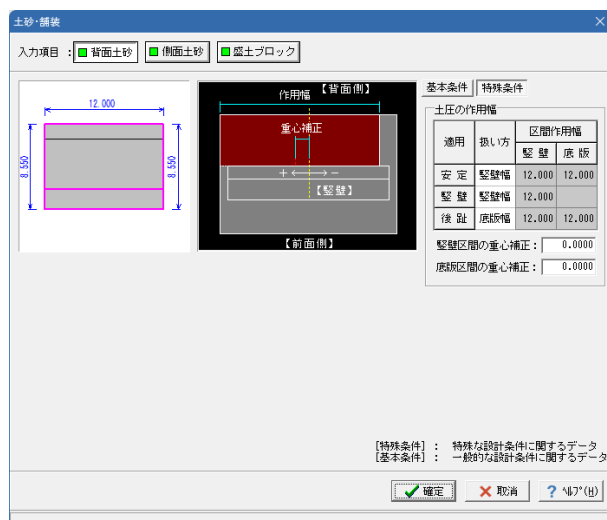 土砂・舗装
入力項目 : 背面土砂 側面土砂 盛土ブロック
基本条件 特殊条件
12.000
8.550
8.550
作用幅 【背面側】
重心補正
+ ←→ -
【竪壁】
【前面側】
土圧の作用幅
適用 扱い方 区間作用幅
竪 壁 底 版
安 定 竪壁幅 12.000 12.000
竪 壁 竪壁幅 12.000
後 趾 底版幅 12.000 12.000
竪壁区間の重心補正: 0.0000
底版区間の重心補正: 0.0000
[特殊条件] : 特殊な設計条件に関するデータ
[基本条件] : 一般的な設計条件に関するデータ
確定 取消 ? ﾍﾙﾌﾟ(H)